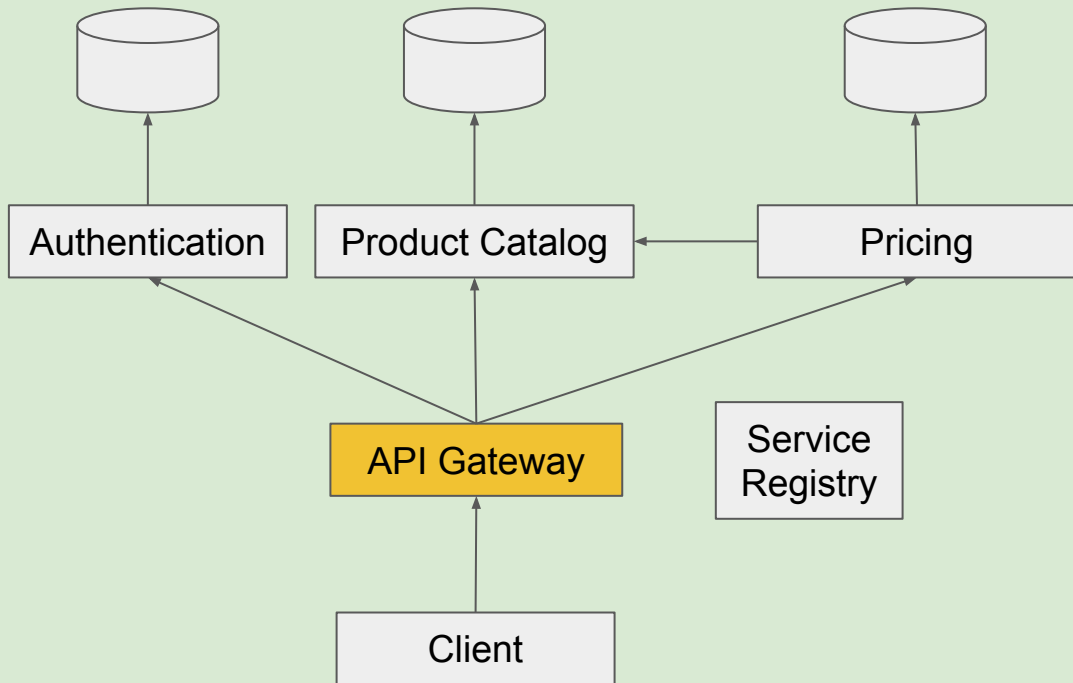 Authentication
Product Catalog
Pricing
API Gateway
Service
Registry
Client